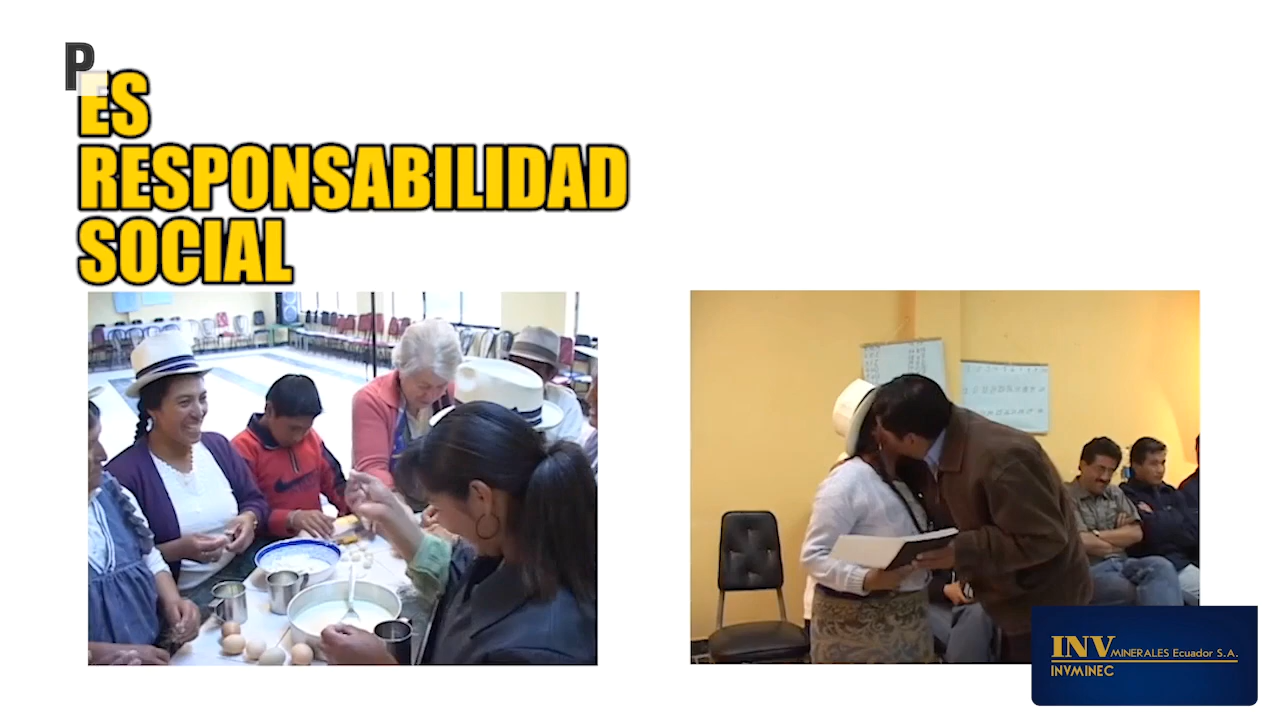 P
ES
RESPONSABILIDAD
SOCIAL
INV MINERALES Ecuador S.A.
INVMINEC